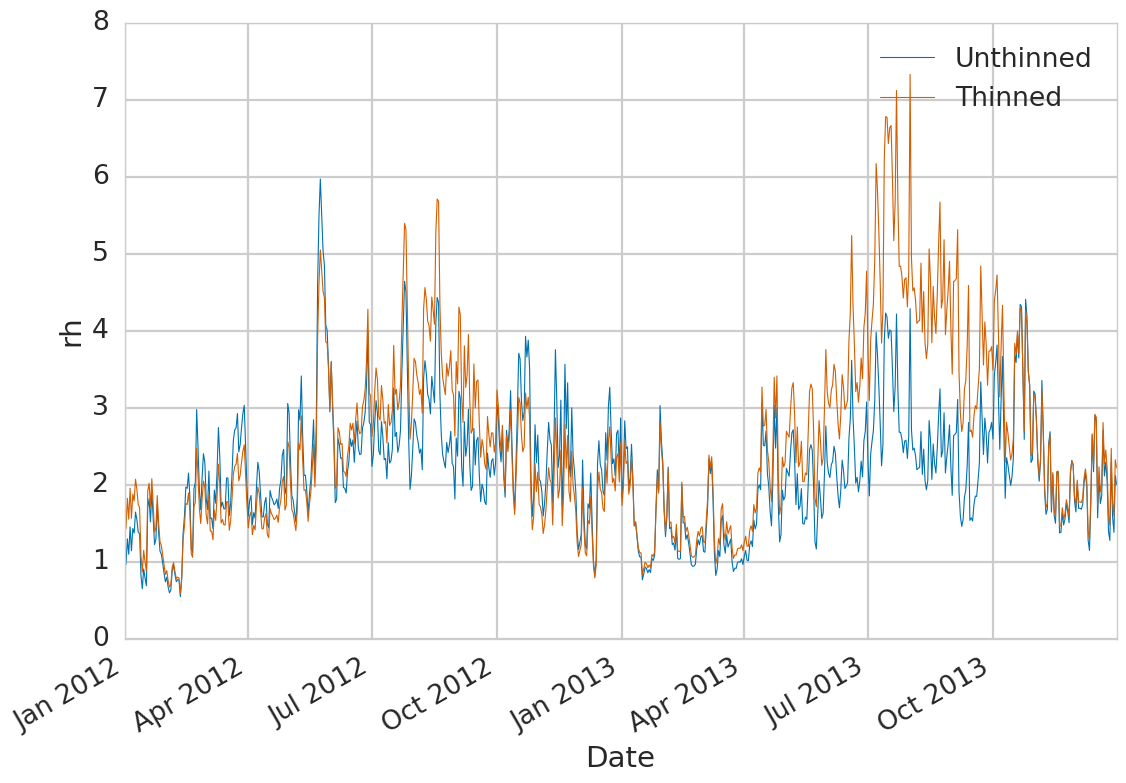 8
7
6
5
4
3
2
1
0
rh
Unthinned
Thinned
Jan 2012
Apr 2012
Jul 2012
Oct 2012
Jan 2013
Apr 2013
Jul 2013
Oct 2013
Date